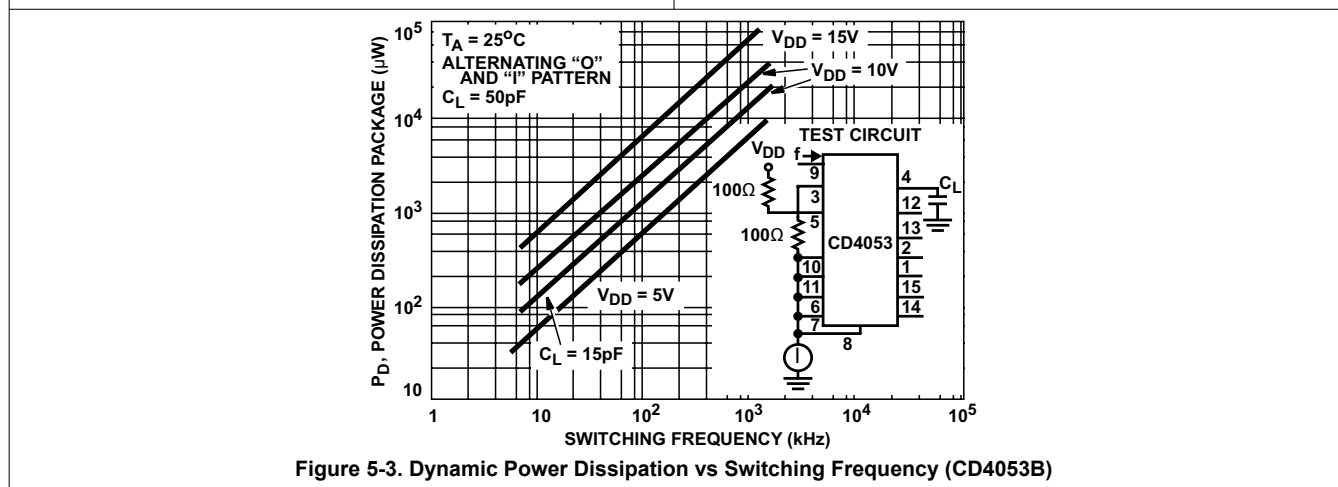 10⁵
10⁴
10³
10²
10
P_D, POWER DISSIPATION PACKAGE (µW)
T_A = 25°C
ALTERNATING “O”
AND “I” PATTERN
C_L = 50pF
V_DD = 15V
V_DD = 10V
V_DD = 5V
C_L = 15pF
TEST CIRCUIT
V_DD f
100Ω
100Ω
9
3
5
10
11
6
7
8
CD4053
4
C_L
12
13
2
1
15
14
I
1 10 10² 10³ 10⁴ 10⁵
SWITCHING FREQUENCY (kHz)
Figure 5-3. Dynamic Power Dissipation vs Switching Frequency (CD4053B)